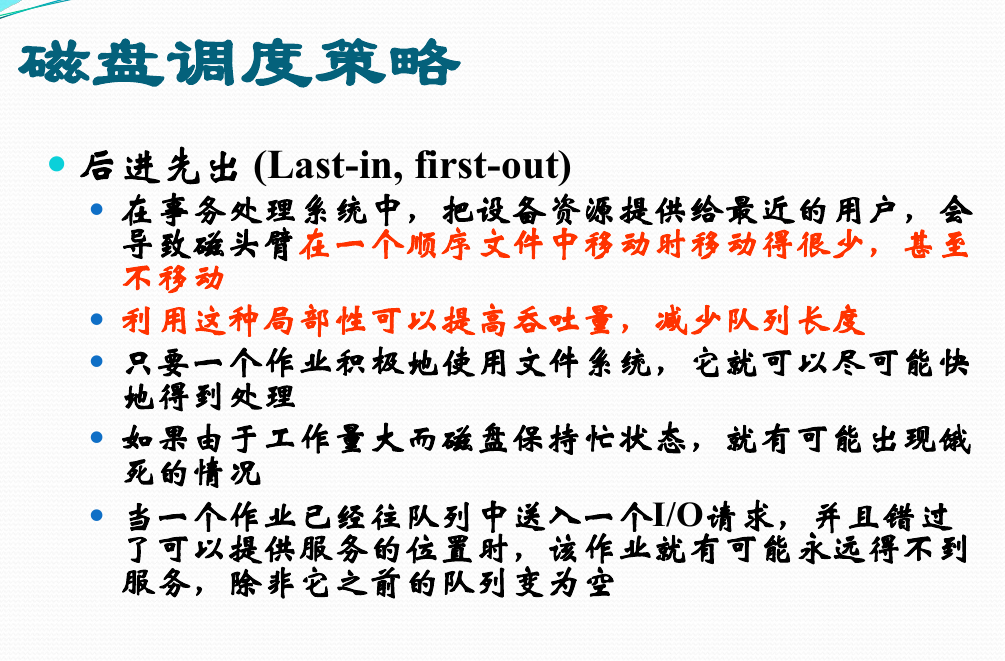 磁盘调度策略
后进先出 (Last-in, first-out)
在事务处理系统中，把设备资源提供给最近的用户，会
导致磁头臂在一个顺序文件中移动时移动得很少，甚至
不移动
利用这种局部性可以提高吞吐量，减少队列长度
只要一个作业积极地使用文件系统，它就可以尽可能快
地得到处理
如果由于工作量大而磁盘保持忙状态，就有可能出现饿
死的情况
当一个作业已经往队列中送入一个I/O请求，并且错过
了可以提供服务的位置时，该作业就有可能永远得不到
服务，除非它之前的队列变为空